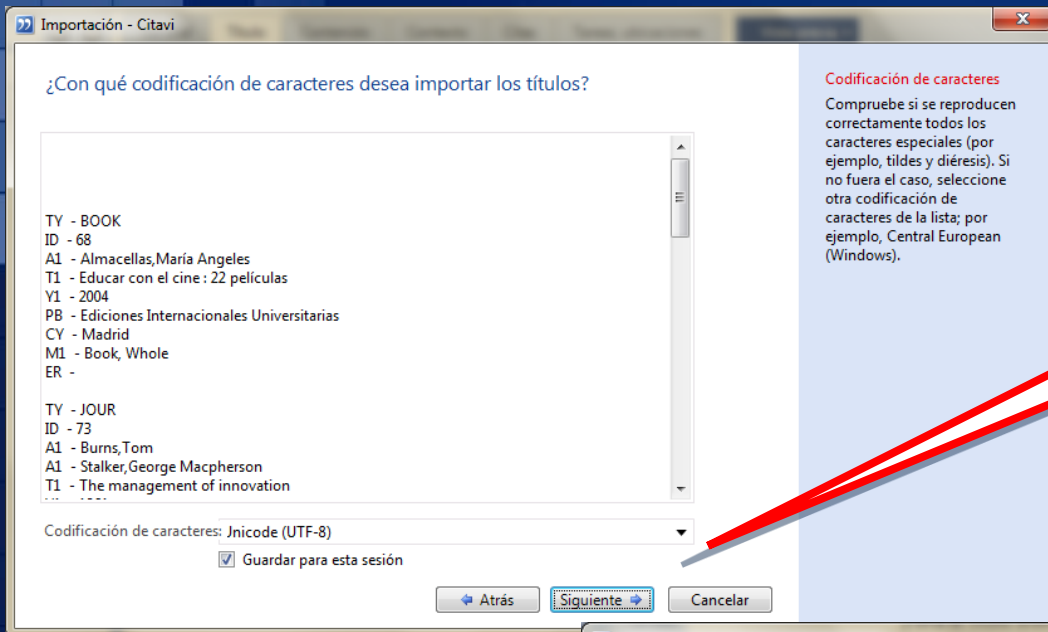 Importación - Citavi
¿Con qué codificación de caracteres desea importar los títulos?
TY - BOOK
ID - 68
A1 - Almacellas,María Angeles
T1 - Educar con el cine : 22 películas
Y1 - 2004
PB - Ediciones Internacionales Universitarias
CY - Madrid
M1 - Book, Whole
ER -
TY - JOUR
ID - 73
A1 - Burns,Tom
A1 - Stalker,George Macpherson
T1 - The management of innovation
Codificación de caracteres: Jnicode (UTF-8)
Guardar para esta sesión
Atrás
Siguiente
Cancelar
Codificación de caracteres
Compruebe si se reproducen
correctamente todos los
caracteres especiales (por
ejemplo, tildes y diéresis). Si
no fuera el caso, seleccione
otra codificación de
caracteres de la lista; por
ejemplo, Central European
(Windows).